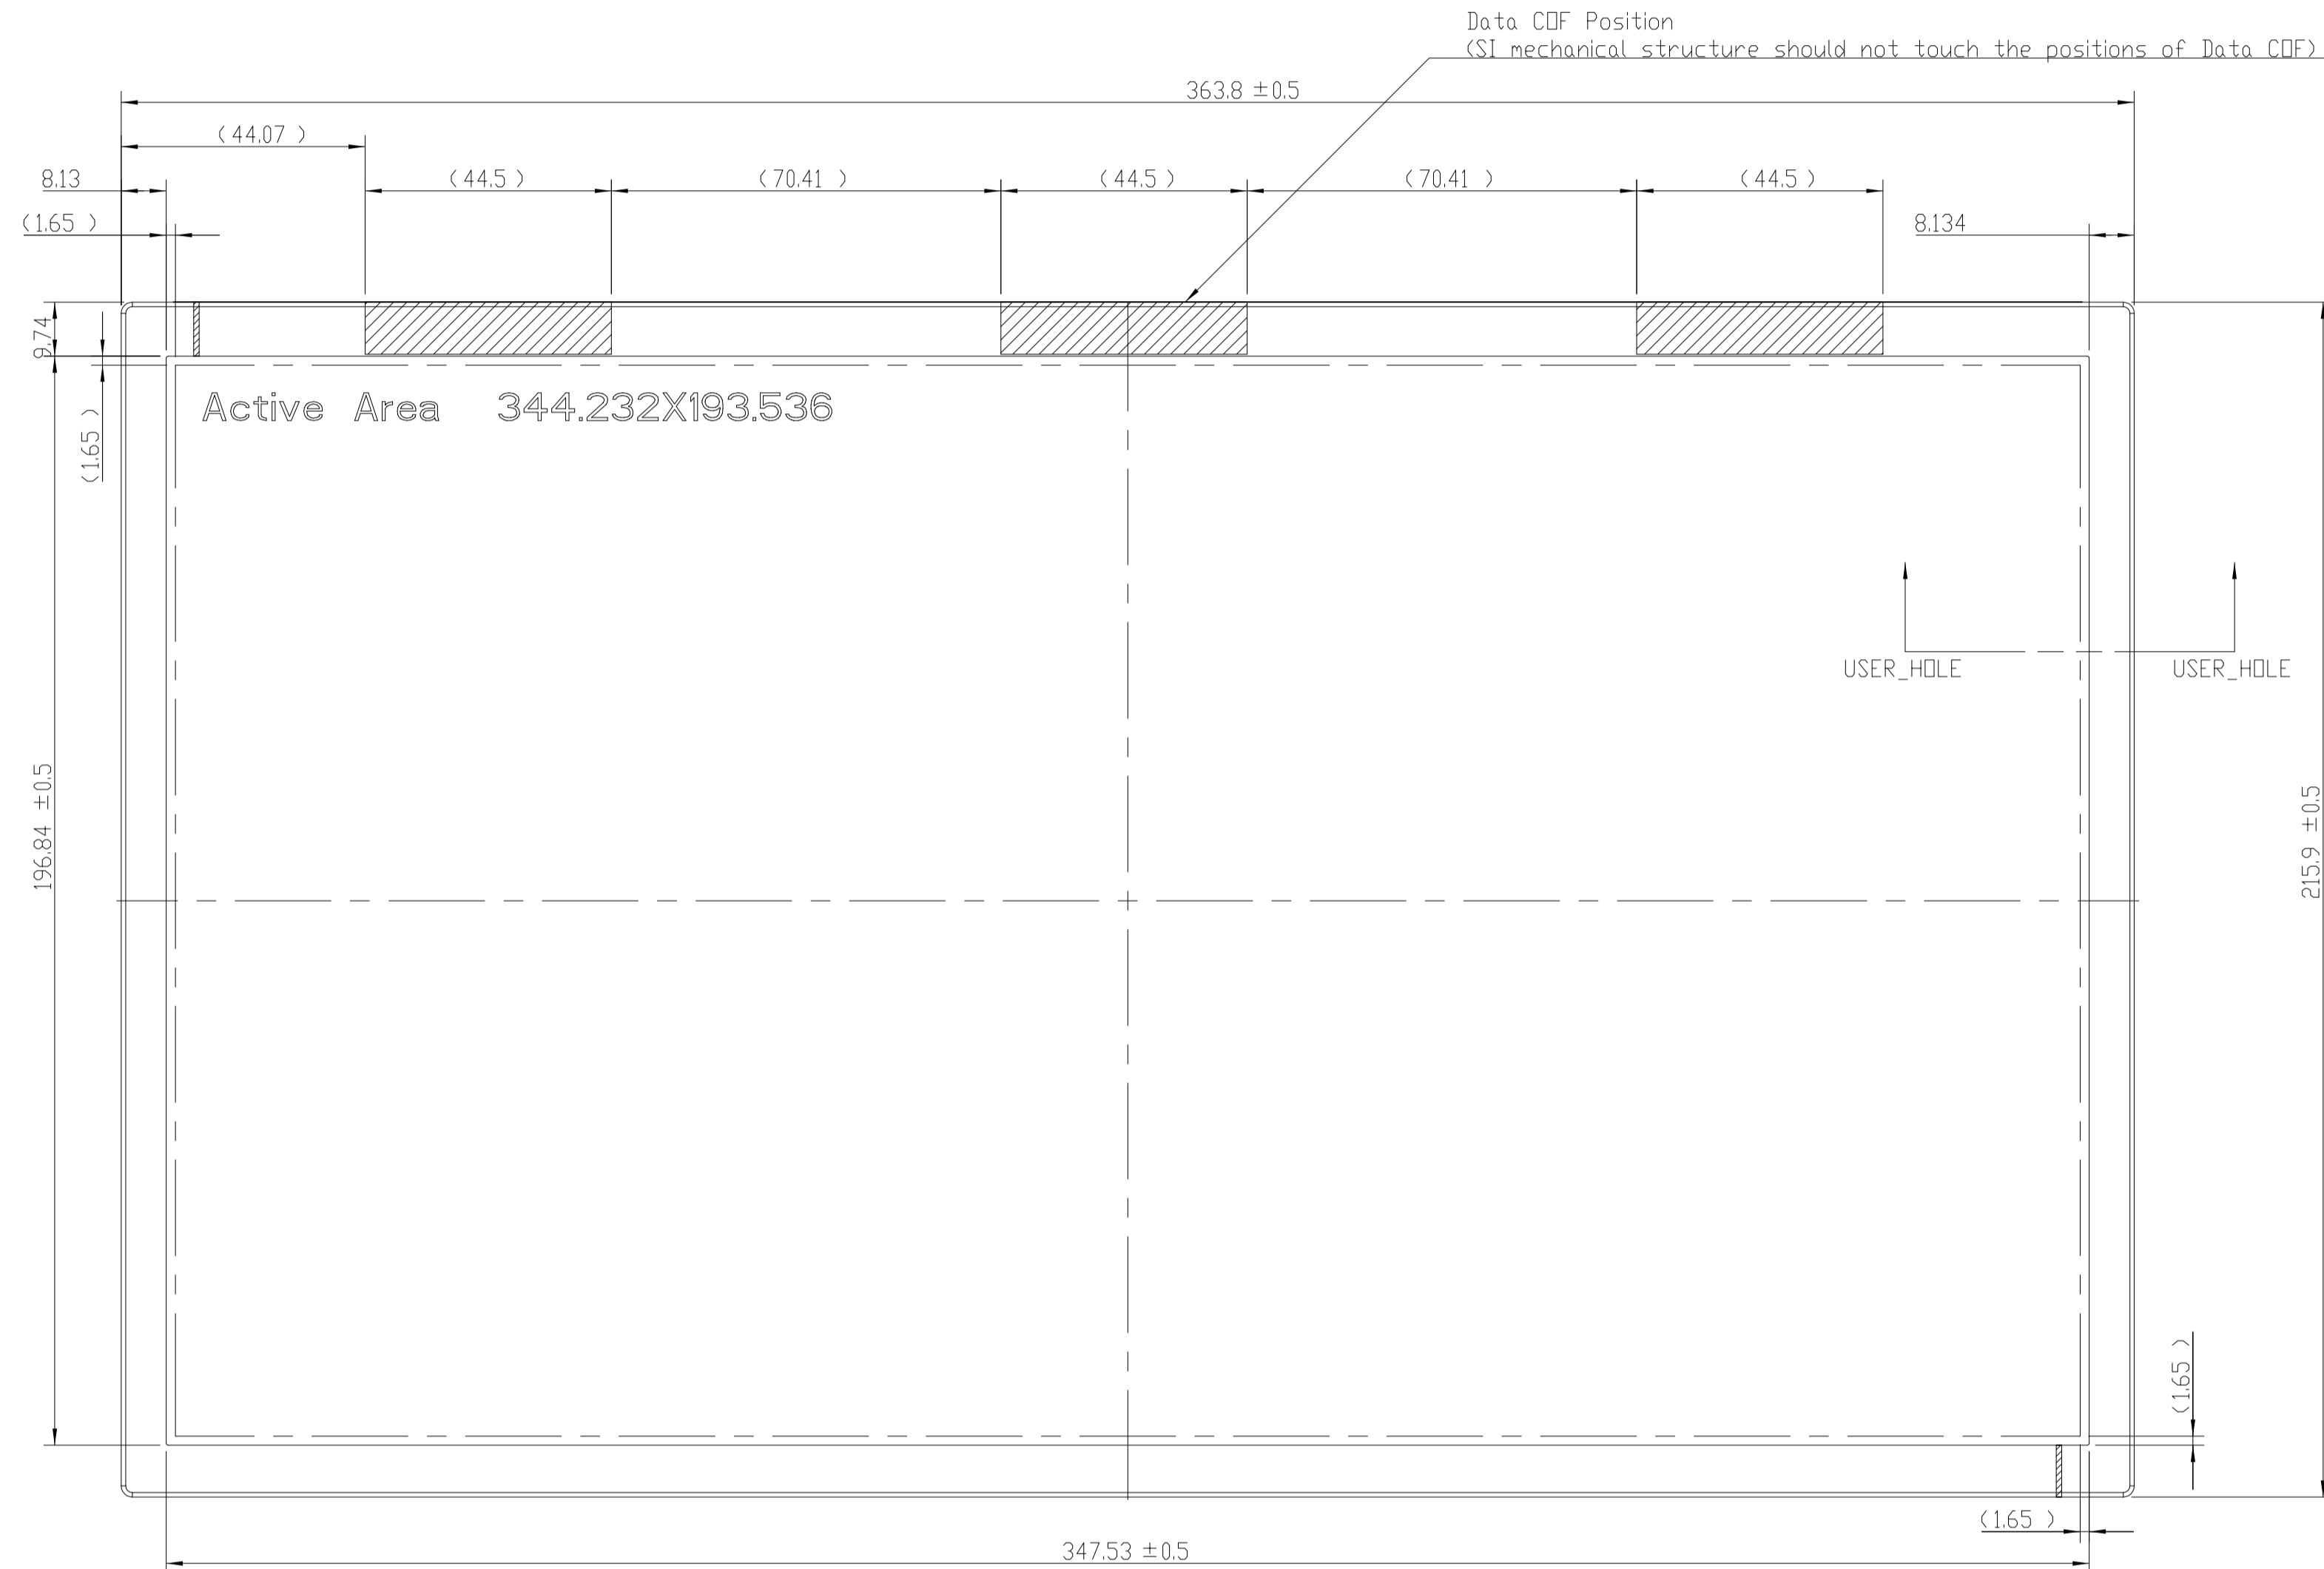 Data COF Position
(SI mechanical structure should not touch the positions of Data COF)
363.8 ±0.5
( 44.07 )
8.13
( 44.5 )
( 70.41 )
( 44.5 )
( 70.41 )
( 44.5 )
( 1.65 )
8.134
9.74
( 1.65 )
Active Area 344.232X193.536
USER_HOLE
USER_HOLE
196.84 ±0.5
215.9 ±0.5
( 1.65 )
( 1.65 )
347.53 ±0.5